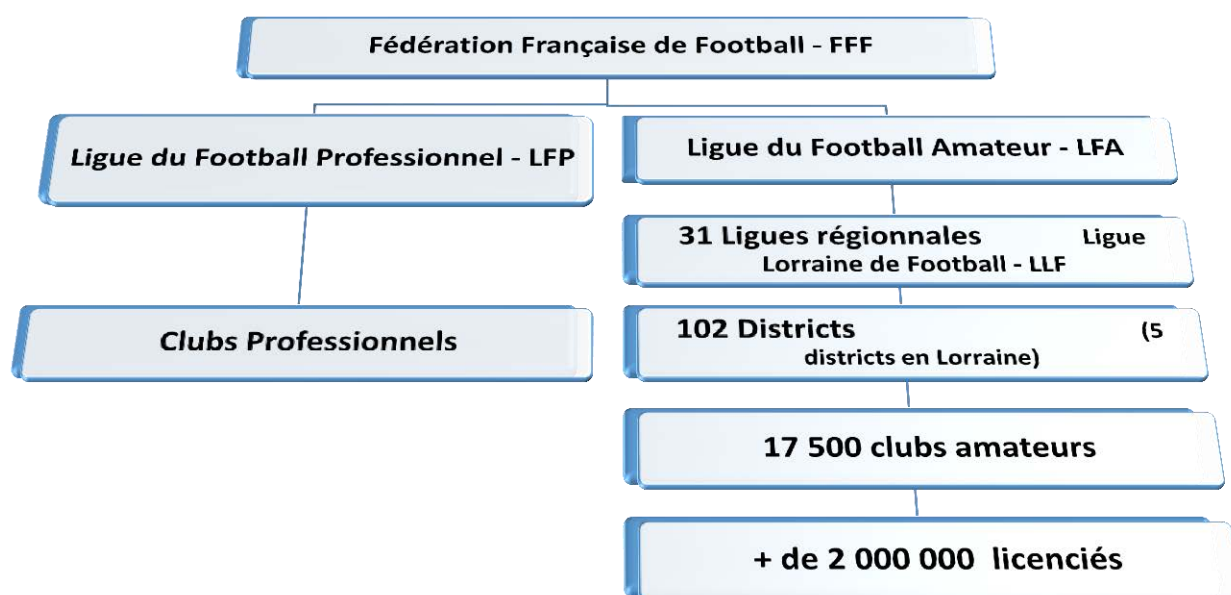 Fédération Française de Football - FFF
Ligue du Football Professionnel - LFP
Ligue du Football Amateur - LFA
31 Ligues régionnales Ligue
Lorraine de Football - LLF
Clubs Professionnels
102 Districts (5
districts en Lorraine)
17 500 clubs amateurs
+ de 2 000 000 licenciés